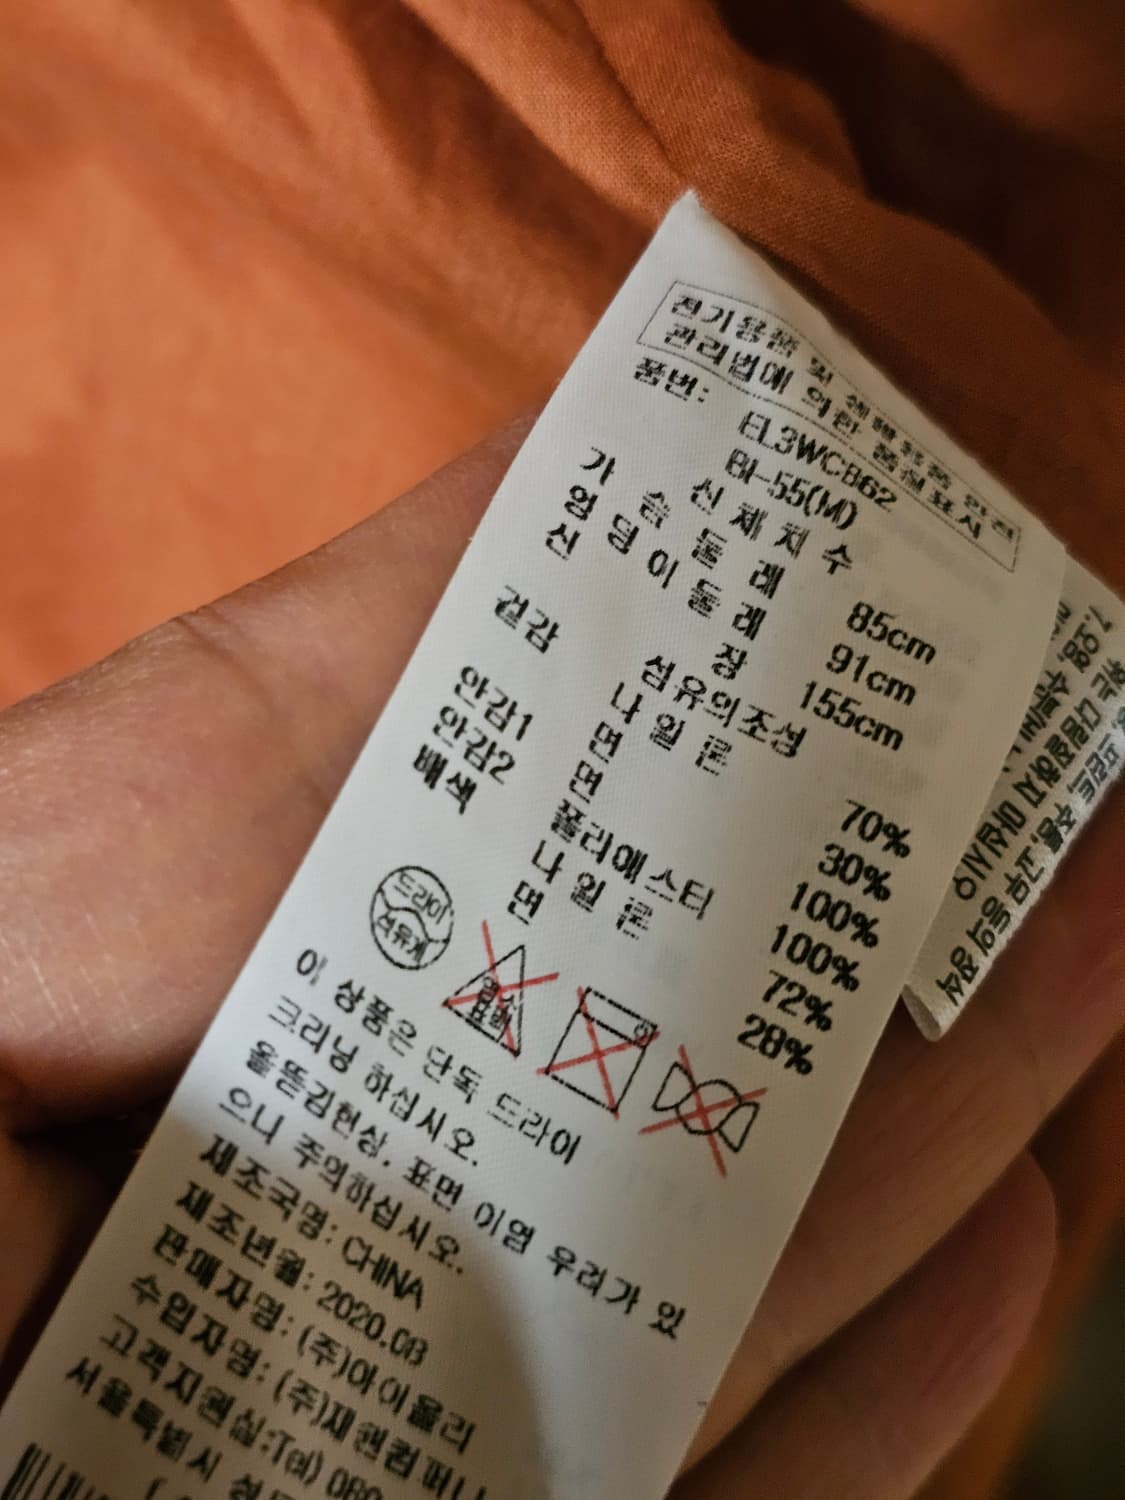 전기용품 및 생활용품 안전
관리법에 의한 품질표시
품번: EL3WC862
BI-55(M)
신체치수
가슴둘레 85cm
엉덩이둘레 91cm
신장 155cm
섬유의조성
겉감 나일론 70%
면 30%
안감1 면 100%
안감2 폴리에스터 100%
배색 나일론 72%
면 28%
드라이
석유계
염소
표백
이 상품은 단독 드라이
크리닝 하십시오.
올뜯김현상, 표면 이염 우려가 있
으니 주의하십시오.
제조국명: CHINA
제조년월: 2020.08
판매자명: (주)아이올리
수입자명: (주)재현컴퍼니
고객지원실:Tel) 080
서울특별시